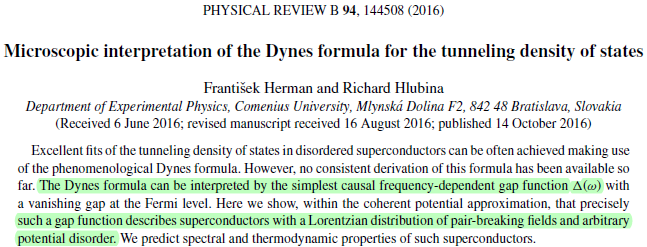 PHYSICAL REVIEW B 94, 144508 (2016)
Microscopic interpretation of the Dynes formula for the tunneling density of states
František Herman and Richard Hlubina
Department of Experimental Physics, Comenius University, Mlynská Dolina F2, 842 48 Bratislava, Slovakia
(Received 6 June 2016; revised manuscript received 16 August 2016; published 14 October 2016)
Excellent fits of the tunneling density of states in disordered superconductors can be often achieved making use
of the phenomenological Dynes formula. However, no consistent derivation of this formula has been available so
far. The Dynes formula can be interpreted by the simplest causal frequency-dependent gap function Δ(ω) with
a vanishing gap at the Fermi level. Here we show, within the coherent potential approximation, that precisely
such a gap function describes superconductors with a Lorentzian distribution of pair-breaking fields and arbitrary
potential disorder. We predict spectral and thermodynamic properties of such superconductors.